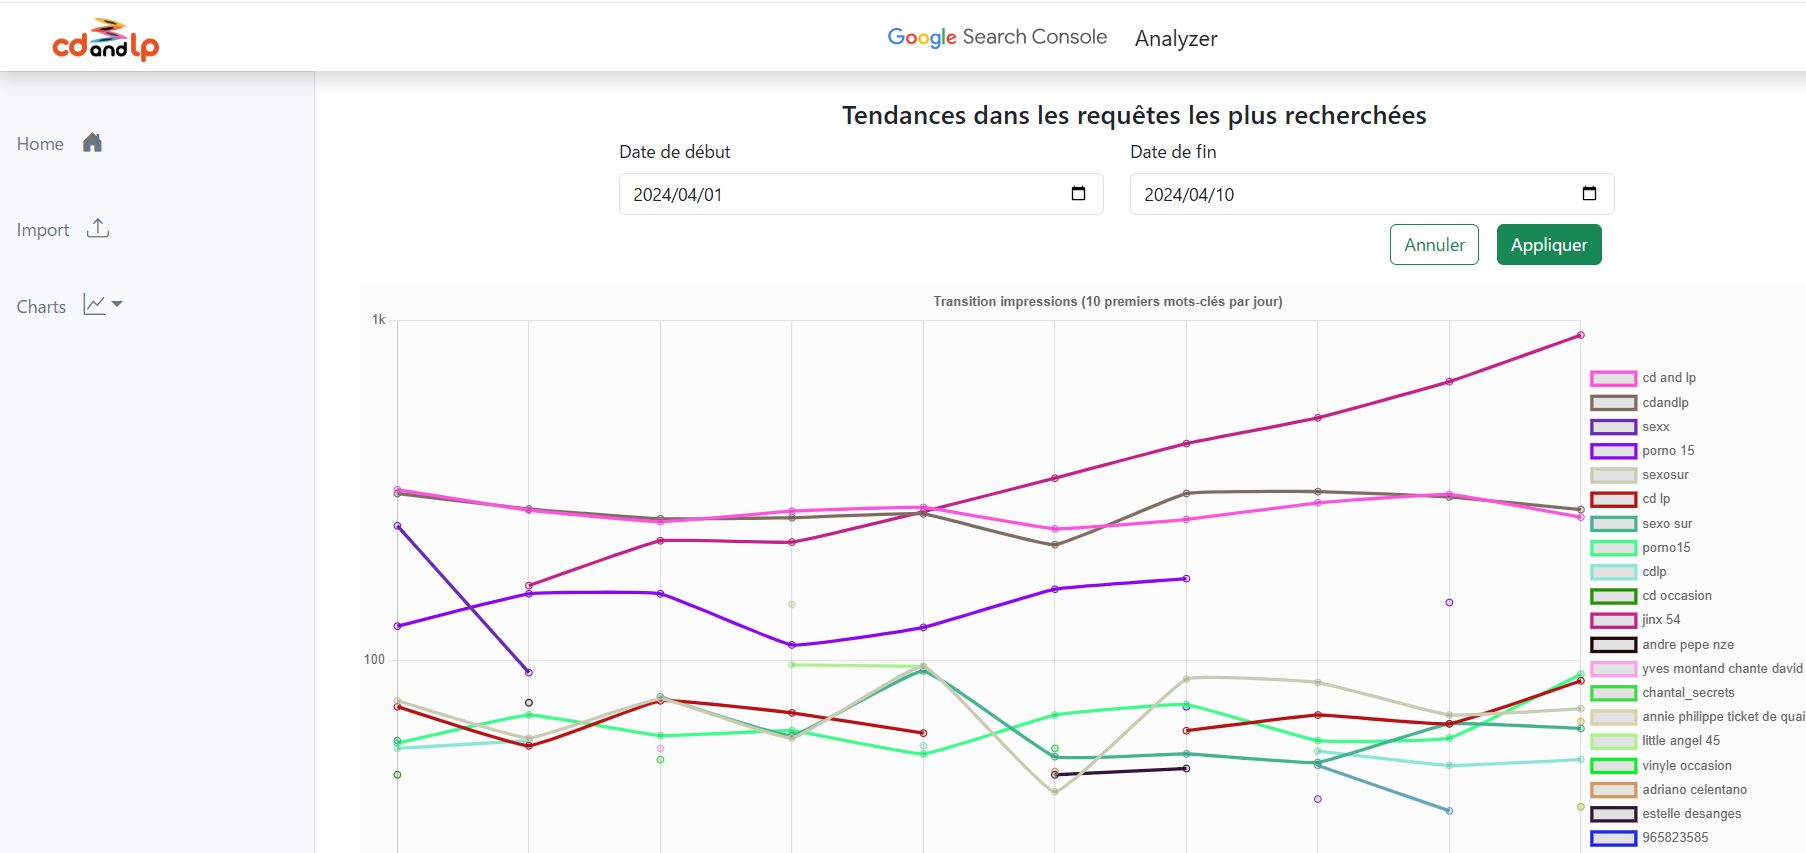 cdandlp
Google Search Console Analyzer
Home
Import
Charts
Tendances dans les requêtes les plus recherchées
Date de début
Date de fin
2024/04/01
2024/04/10
Annuler
Appliquer
Transition impressions (10 premiers mots-clés par jour)
1k
100
cd and lp
cdandlp
sexx
porno 15
sexosur
cd lp
sexo sur
porno15
cdlp
cd occasion
jinx 54
andre pepe nze
yves montand chante david
chantal_secrets
annie philippe ticket de quai
little angel 45
vinyle occasion
adriano celentano
estelle desanges
965823585